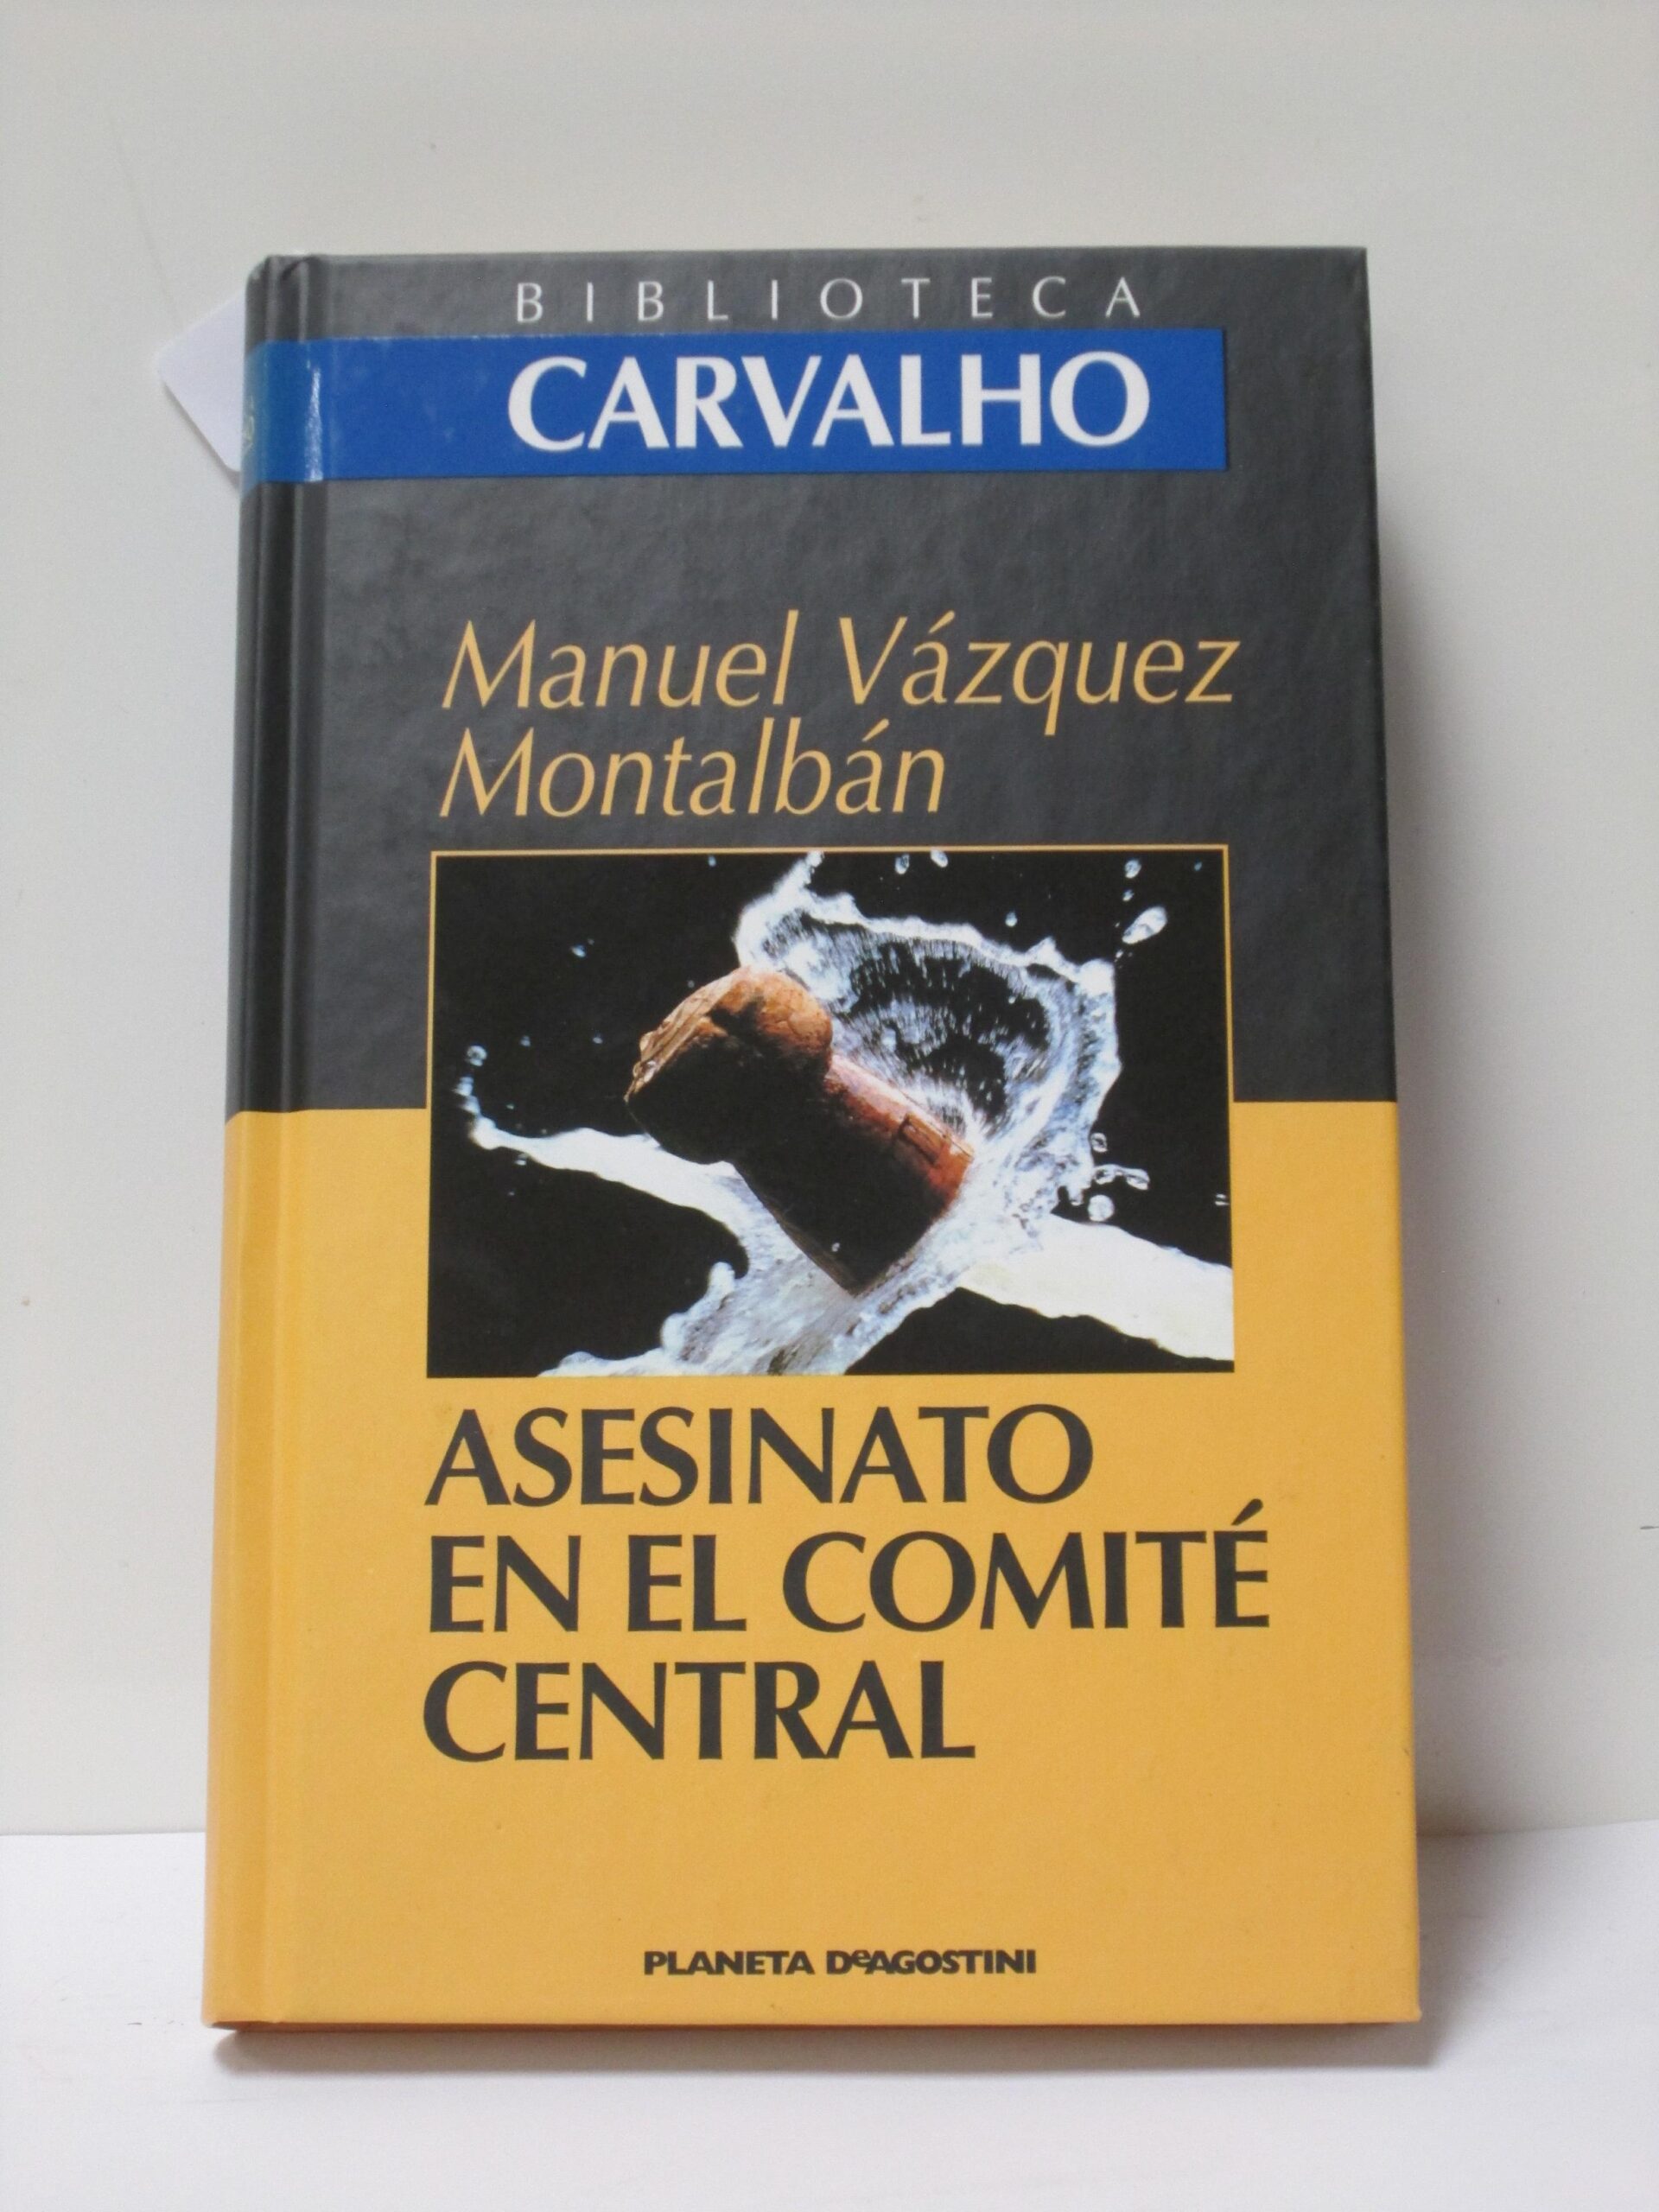 BIBLIOTECA
CARVALHO
Manuel Vázquez
Montalbán
ASESINATO
EN EL COMITÉ
CENTRAL
PLANETA DeAGOSTINI